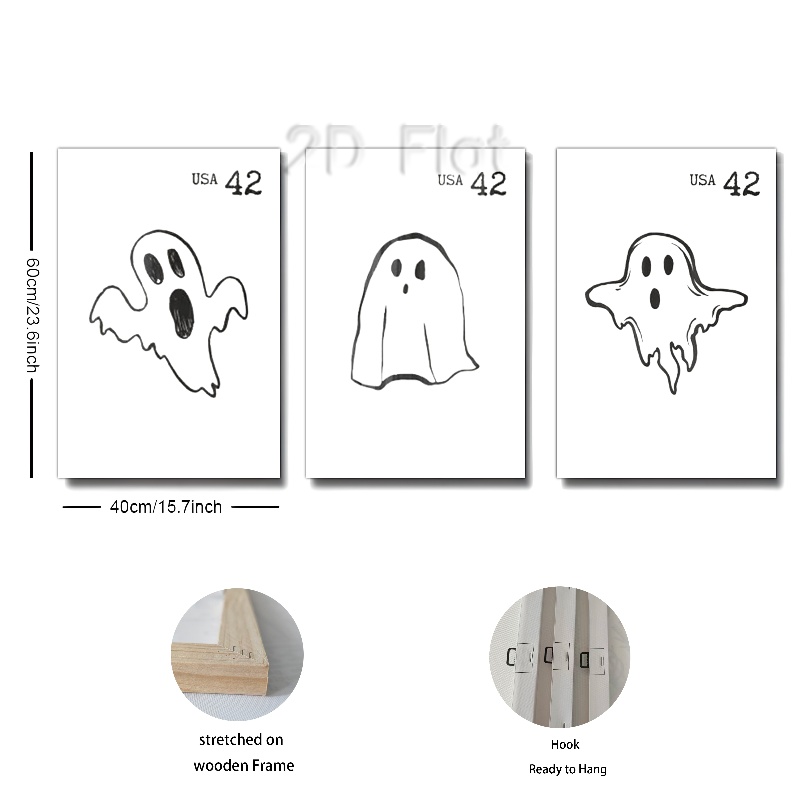 2D Flat
USA 42
USA 42
USA 42
60cm/23.6inch
40cm/15.7inch
stretched on
wooden Frame
Hook
Ready to Hang